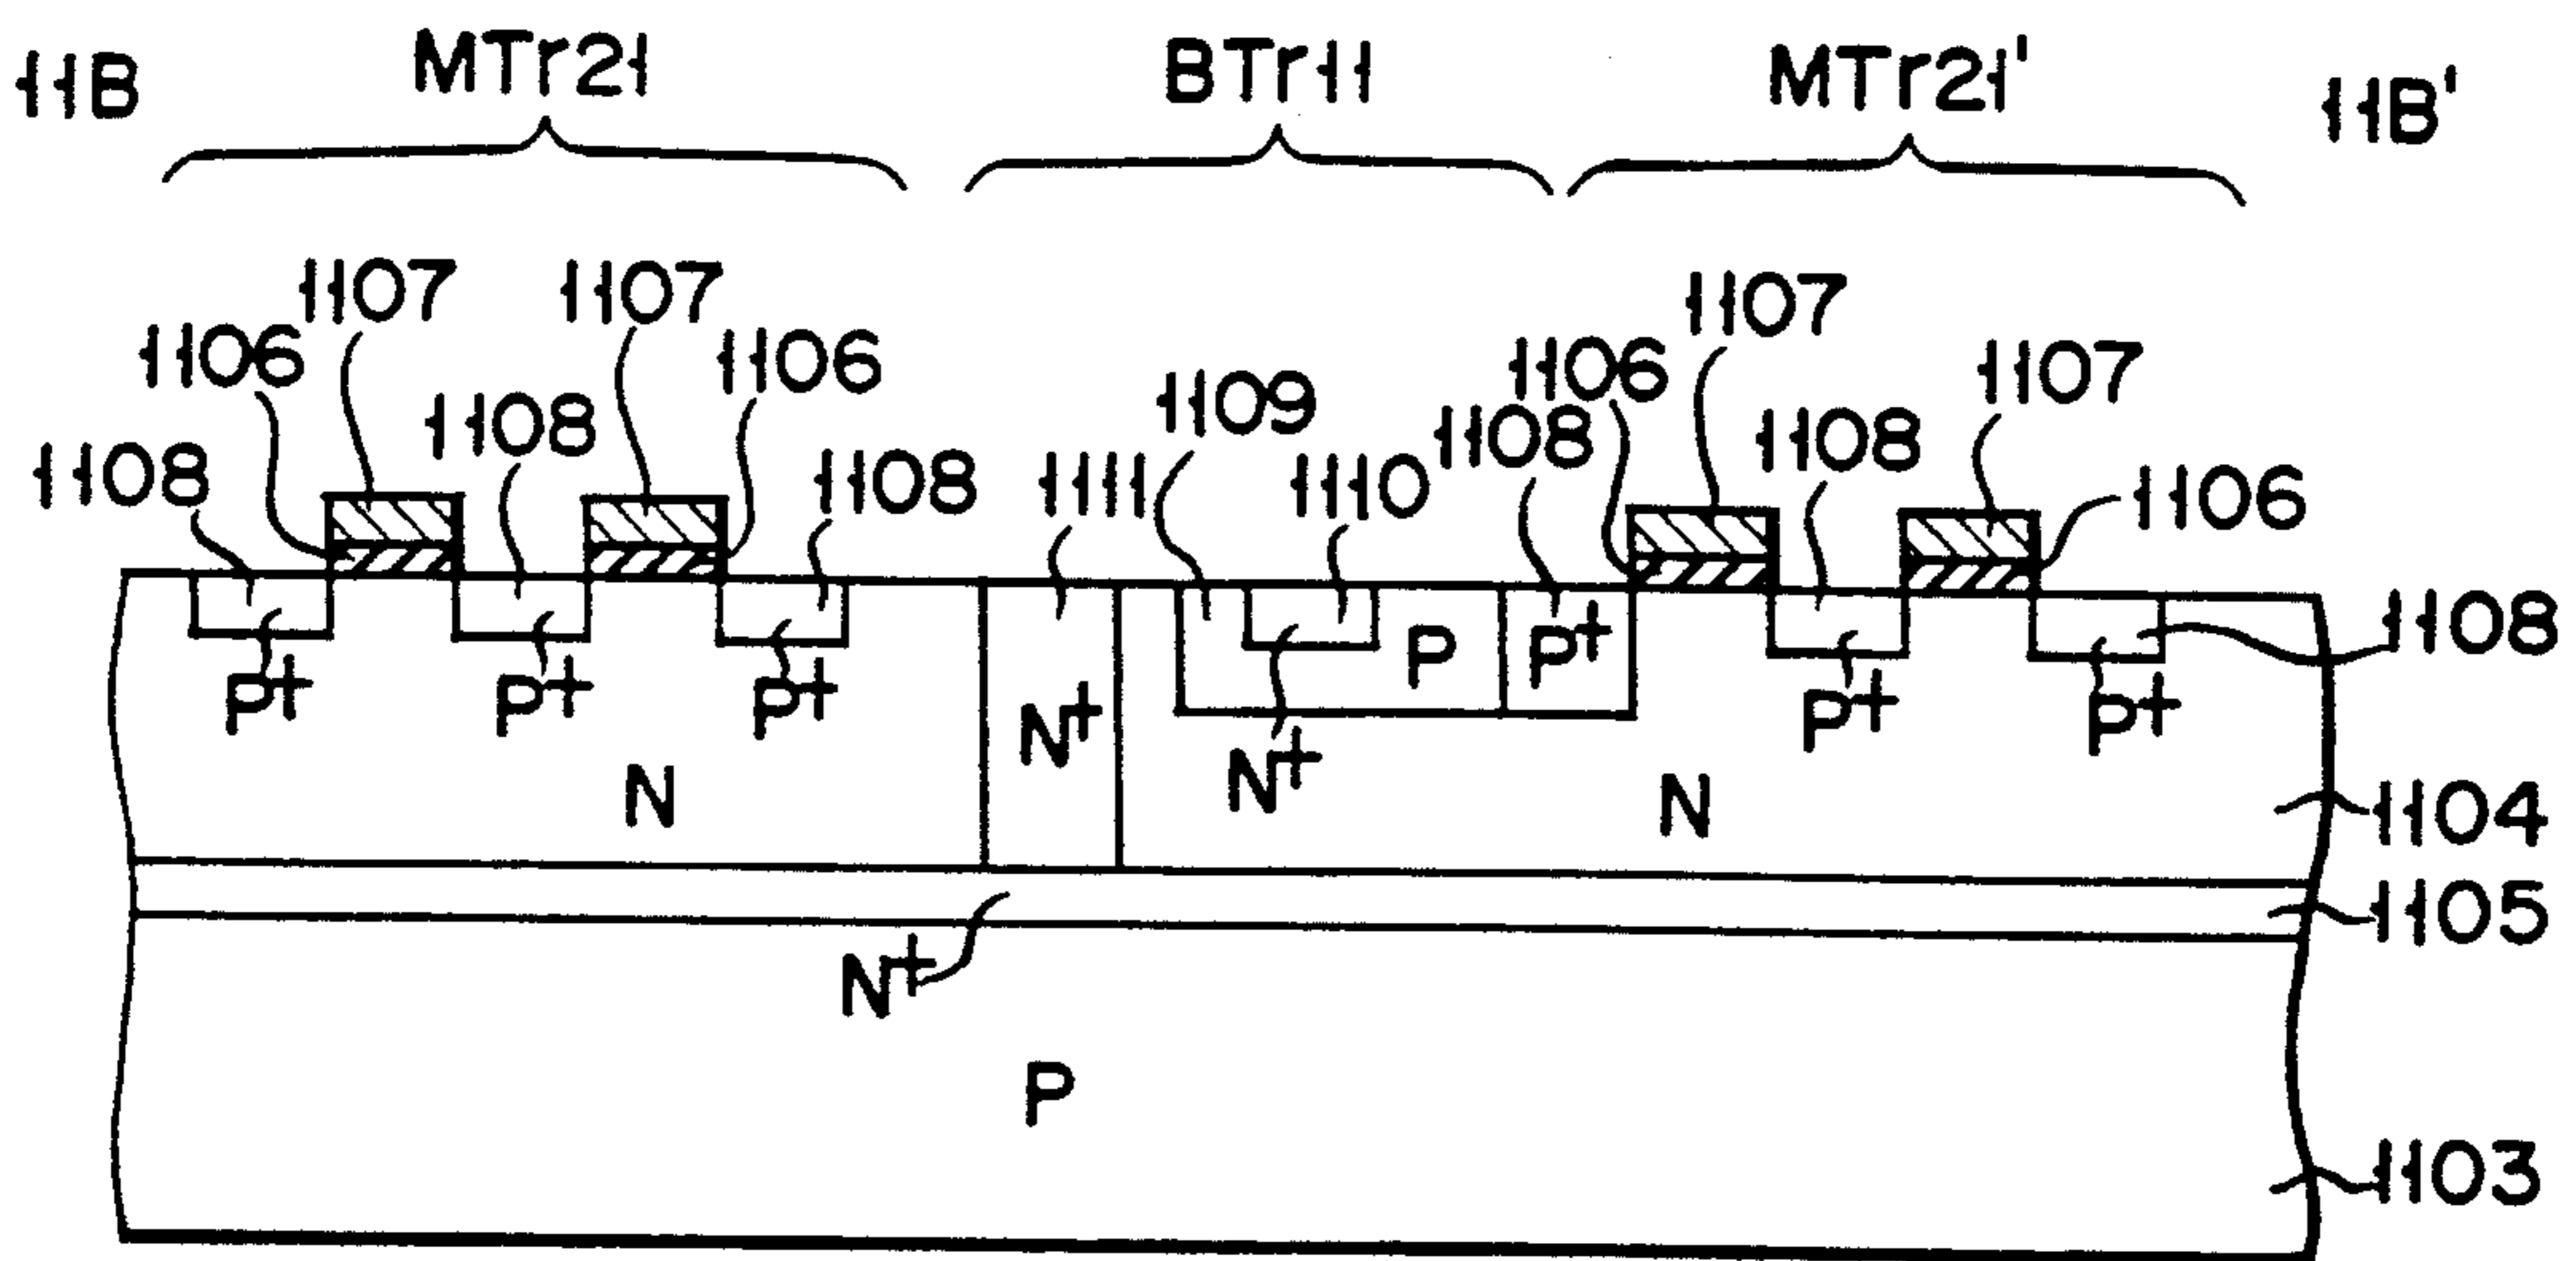 11B MTr21 BTr11 MTr21' 11B'
1107 1107 1107
1106 1106 1106 1107
1108 1108 1109 1108 1108
1108 1111 1110 1106
P+ 1108
P
P+ P+ P+ N+ N+ P+ P+
N N 1104
1105
N+
P
1103